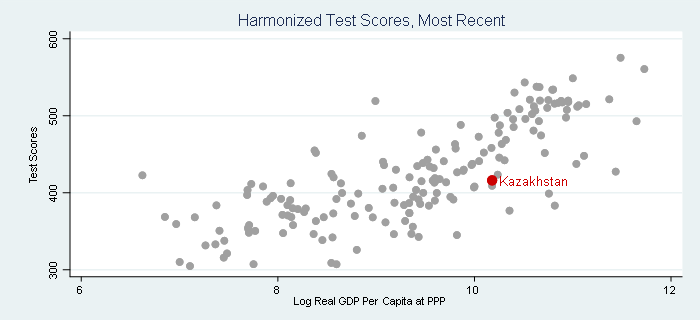 Harmonized Test Scores, Most Recent
600
500
400
300
Test Scores
Kazakhstan
6
8
10
12
Log Real GDP Per Capita at PPP